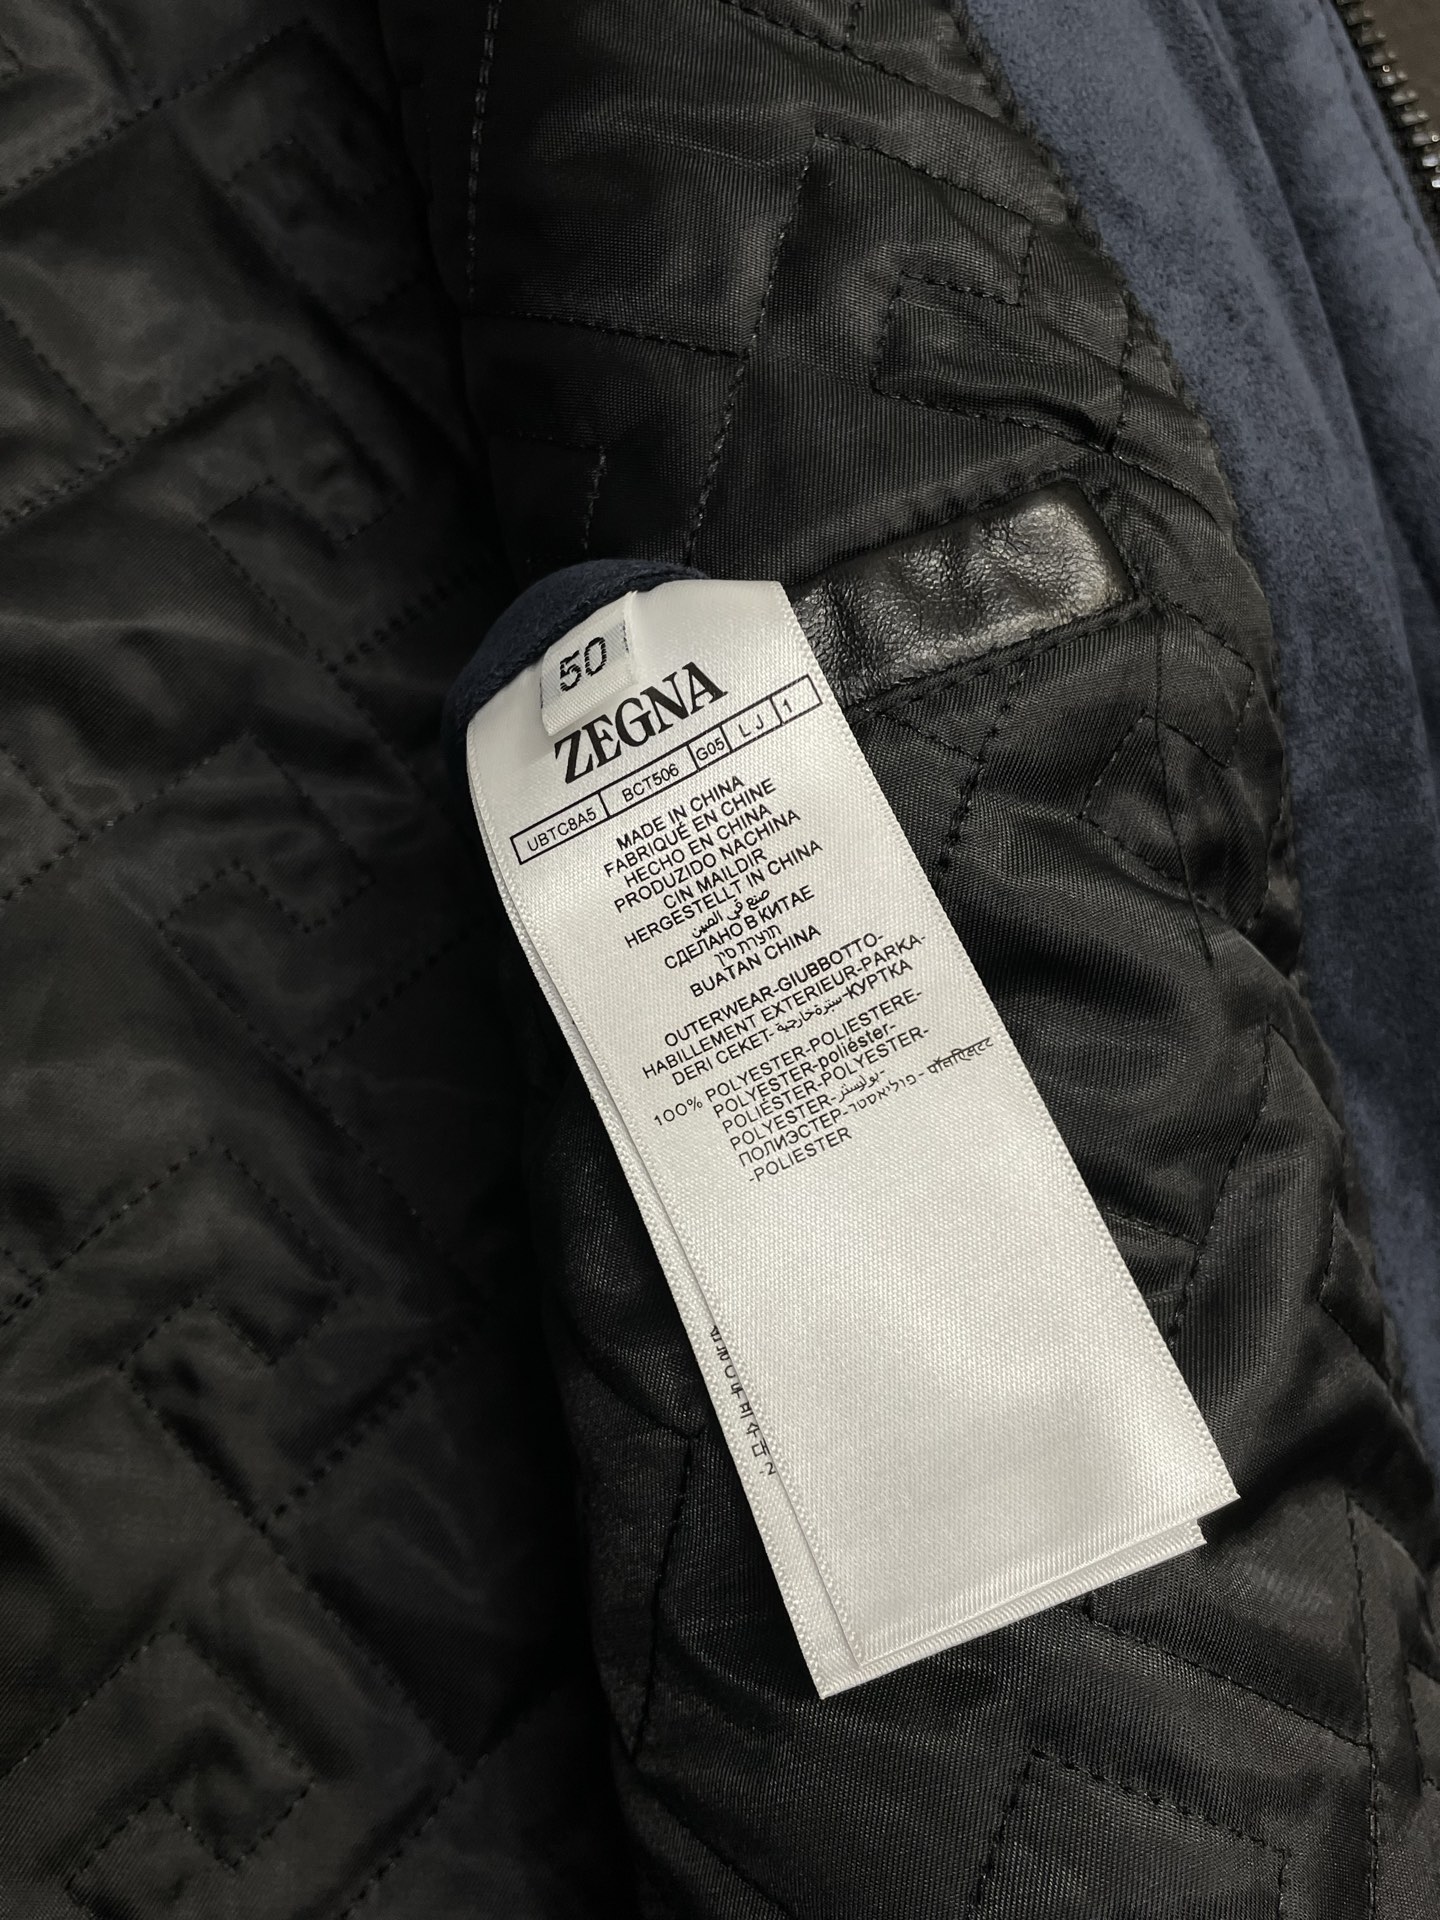 50
ZEGNA
UBTC8A5 BCT506 G05 LJ 1
MADE IN CHINA
FABRIQUÉ EN CHINE
HECHO EN CHINA
PRODUZIDO NACHINA
CIN MAILDIR
HERGESTELLT IN CHINA
صنع في الصين
СДЕЛАНО В КИТАЕ
תוצרת סין
BUATAN CHINA
OUTERWEAR-GIUBBOTTO-
HABILLEMENT EXTERIEUR-PARKA-
DERI CEKET-سترة خارجية-КУРТКА
100% POLYESTER-POLIESTERE-
POLYESTER-poliéster-
POLIÉSTER-POLYESTER-
POLYESTER-بوليستر-
ПОЛИЭСТЕР-פוליאסטר-पॉलिएस्टर
-POLIESTER